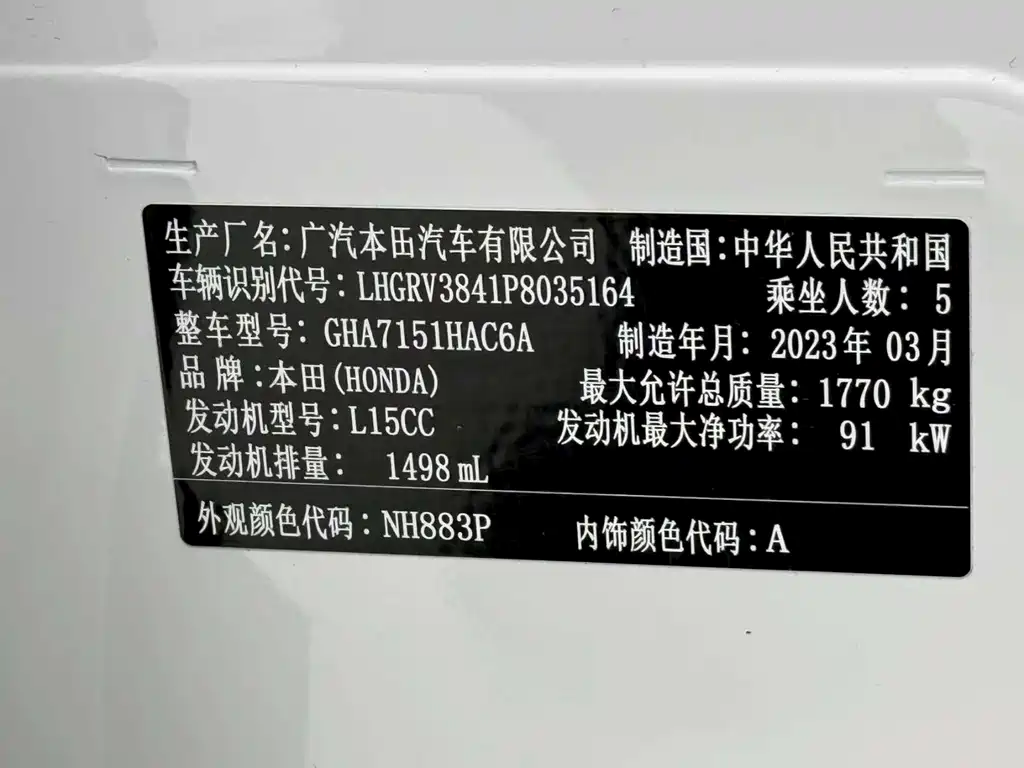 生产厂名:广汽本田汽车有限公司 制造国:中华人民共和国
车辆识别代号:LHGRV3841P8035164 乘坐人数:5
整车型号:GHA7151HAC6A 制造年月:2023年 03月
品 牌:本田(HONDA) 最大允许总质量:1770 kg
发动机型号:L15CC 发动机最大净功率: 91 kW
发动机排量: 1498 mL
外观颜色代码:NH883P 内饰颜色代码:A